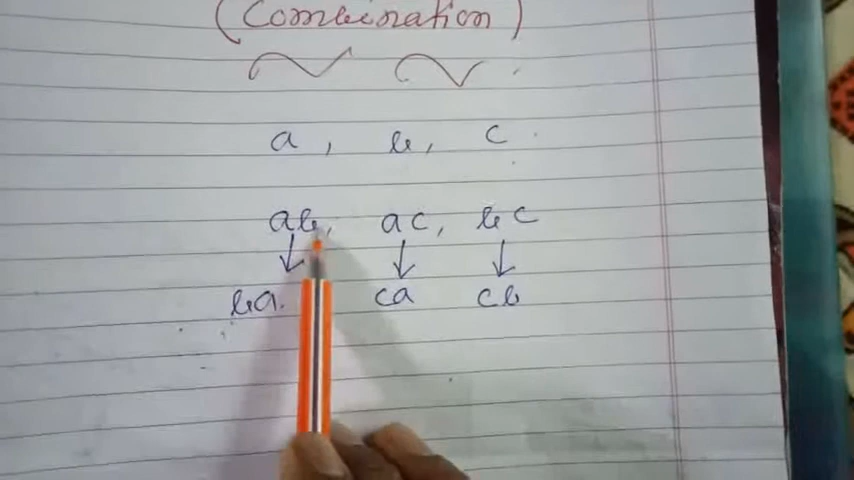 (Combination)
a, b, c
ab, ac, bc
ba. ca cb